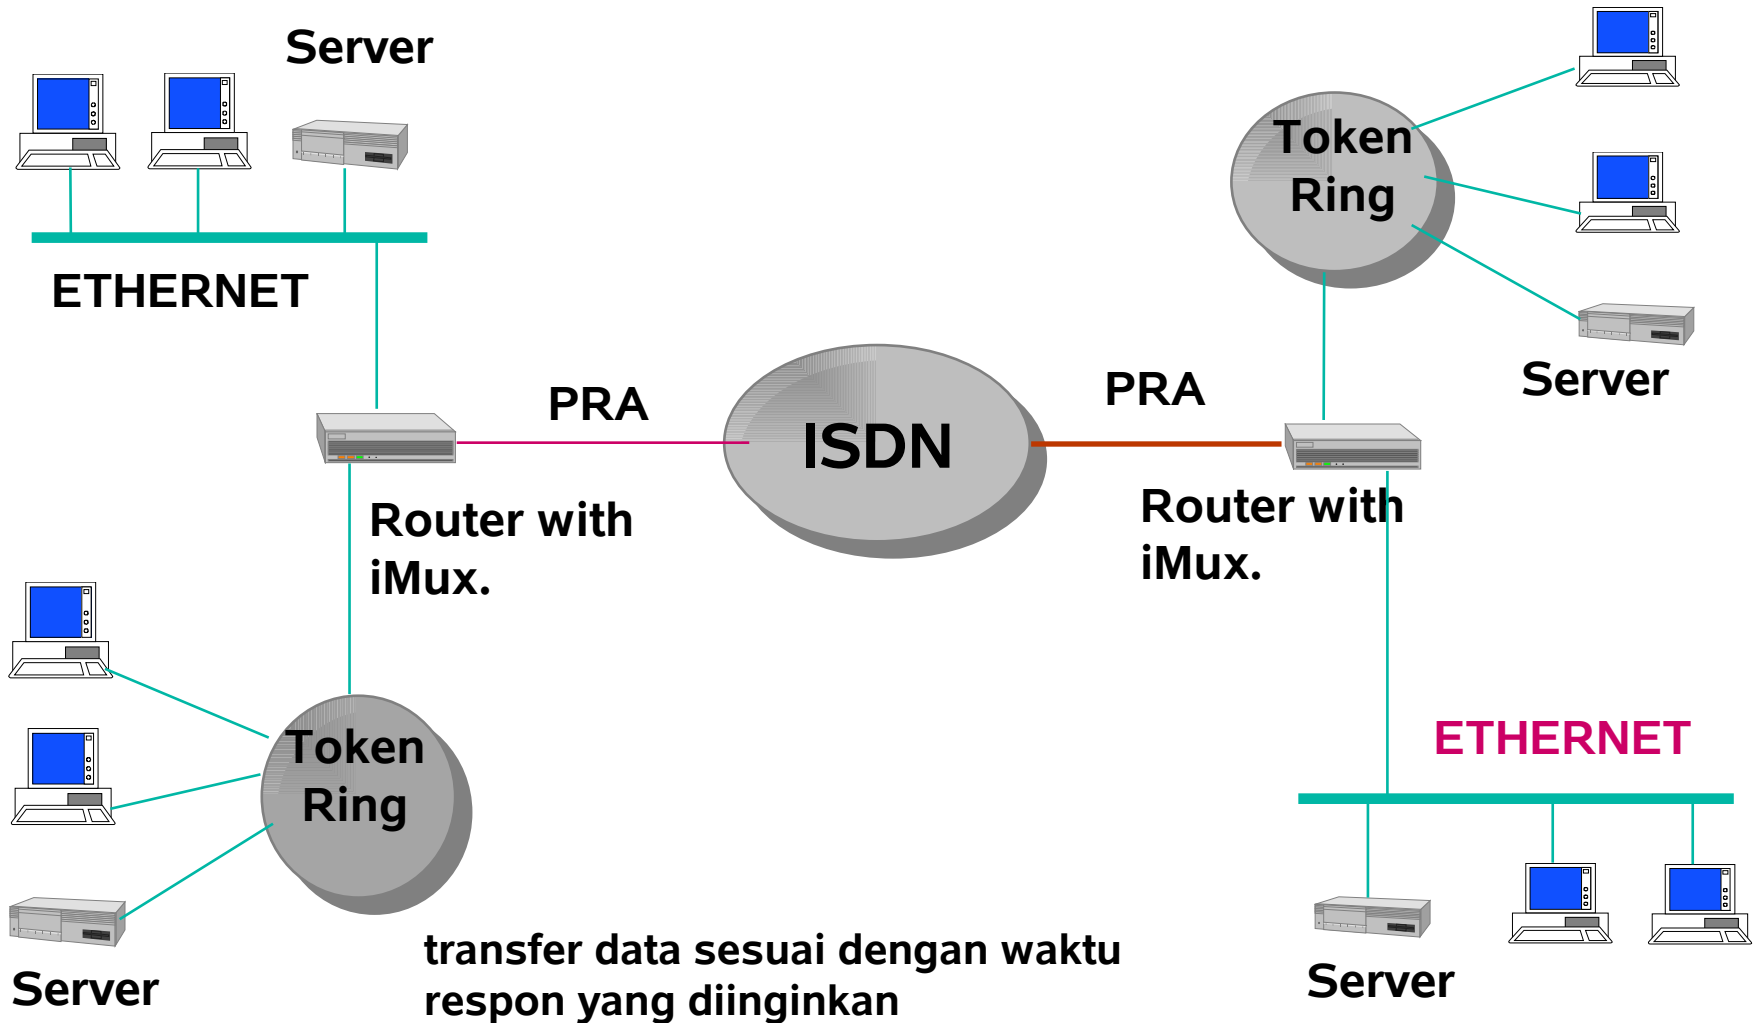 Server
Token
Ring
ETHERNET
Server
PRA
PRA
ISDN
Router with
iMux.
Router with
iMux.
Token
Ring
ETHERNET
Server
Server
transfer data sesuai dengan waktu
respon yang diinginkan